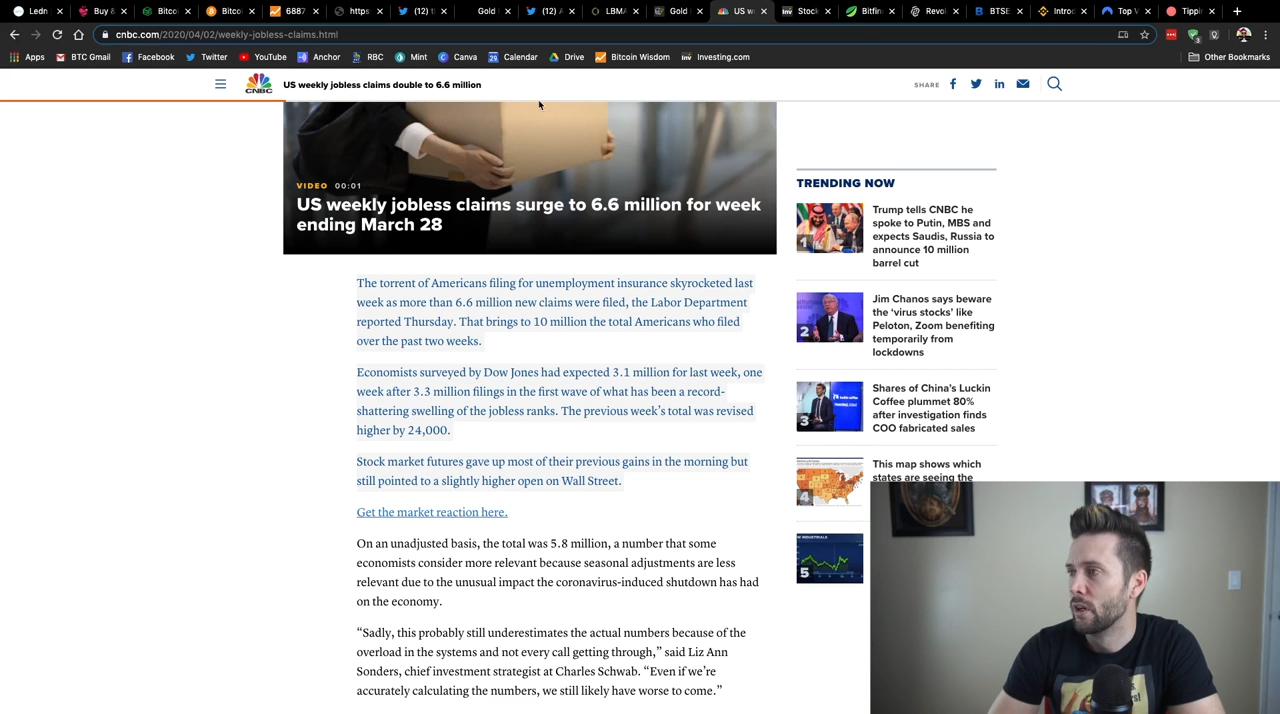 Ledn
Buy &
Bitco
Bitco
6887
https
(12) t
Gold
(12) A
LBMA
Gold
US we
Stock
Bitfin
Revol
BTSE
Introd
Top V
Tippin
cnbc.com/2020/04/02/weekly-jobless-claims.html
Apps BTC Gmail Facebook Twitter YouTube Anchor RBC Mint Canva Calendar Drive Bitcoin Wisdom Investing.com Other Bookmarks
CNBC US weekly jobless claims double to 6.6 million SHARE
VIDEO 00:01
US weekly jobless claims surge to 6.6 million for week
ending March 28
The torrent of Americans filing for unemployment insurance skyrocketed last
week as more than 6.6 million new claims were filed, the Labor Department
reported Thursday. That brings to 10 million the total Americans who filed
over the past two weeks.
Economists surveyed by Dow Jones had expected 3.1 million for last week, one
week after 3.3 million filings in the first wave of what has been a record-
shattering swelling of the jobless ranks. The previous week’s total was revised
higher by 24,000.
Stock market futures gave up most of their previous gains in the morning but
still pointed to a slightly higher open on Wall Street.
Get the market reaction here.
On an unadjusted basis, the total was 5.8 million, a number that some
economists consider more relevant because seasonal adjustments are less
relevant due to the unusual impact the coronavirus-induced shutdown has had
on the economy.
“Sadly, this probably still underestimates the actual numbers because of the
overload in the systems and not every call getting through,” said Liz Ann
Sonders, chief investment strategist at Charles Schwab. “Even if we’re
accurately calculating the numbers, we still likely have worse to come.”
TRENDING NOW
1
Trump tells CNBC he
spoke to Putin, MBS and
expects Saudis, Russia to
announce 10 million
barrel cut
2
Jim Chanos says beware
the ‘virus stocks’ like
Peloton, Zoom benefiting
temporarily from
lockdowns
3
Shares of China’s Luckin
Coffee plummet 80%
after investigation finds
COO fabricated sales
4
This map shows which
states are seeing the
5